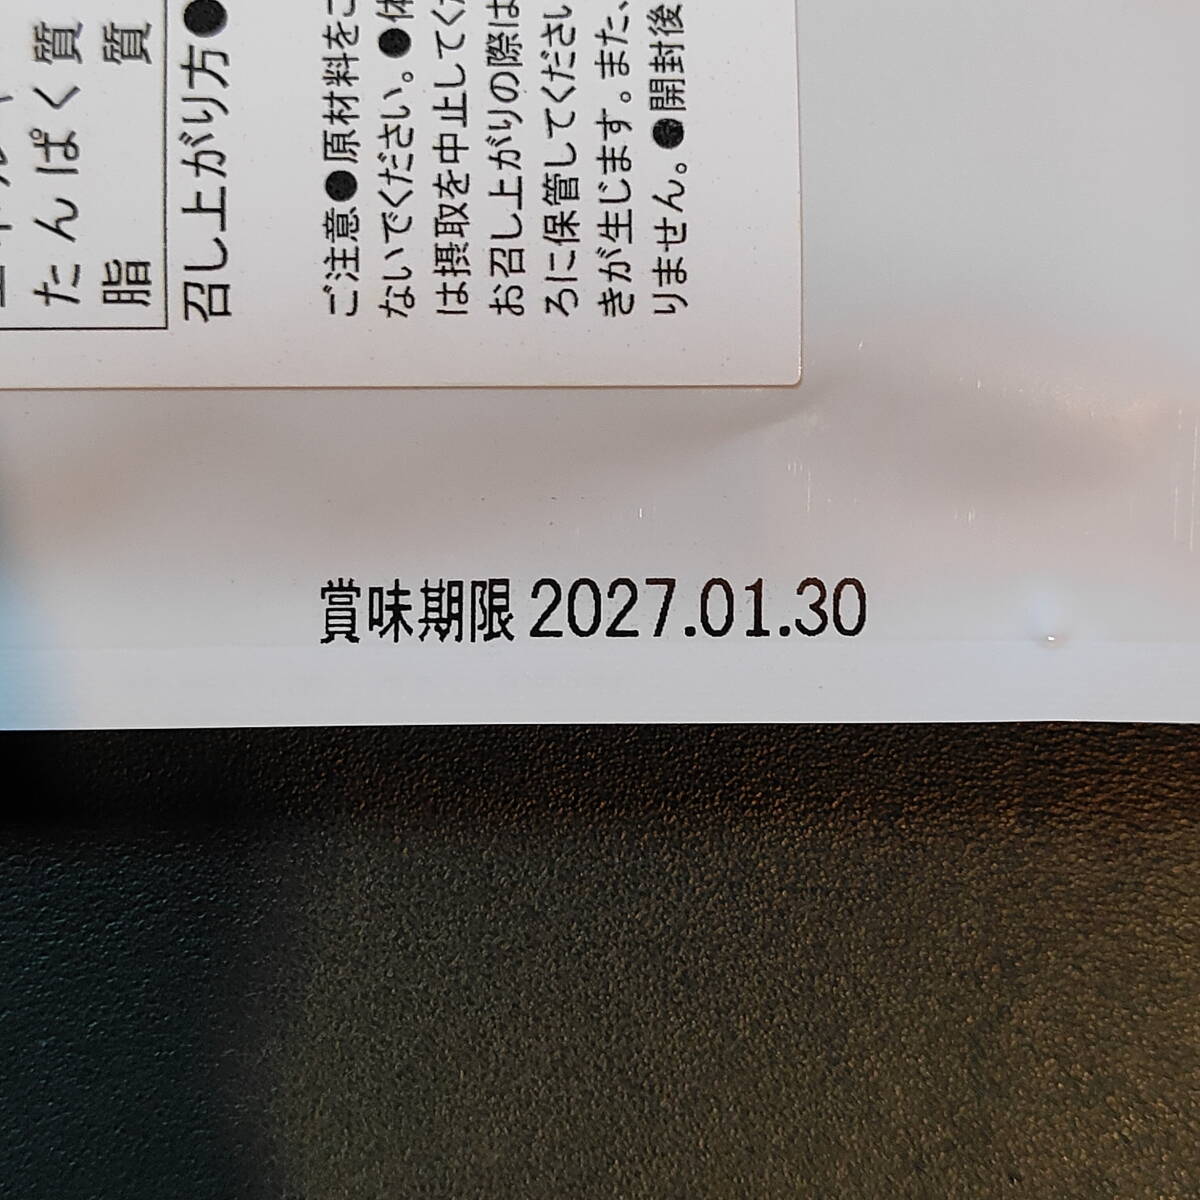 たんぱく質
脂 質
召し上がり方●
ご注意●原材料をご
ないでください。●体
は摂取を中止してくだ
お召し上がりの際は
ろに保管してください
きが生じます。また、
りません。●開封後
賞味期限 2027.01.30